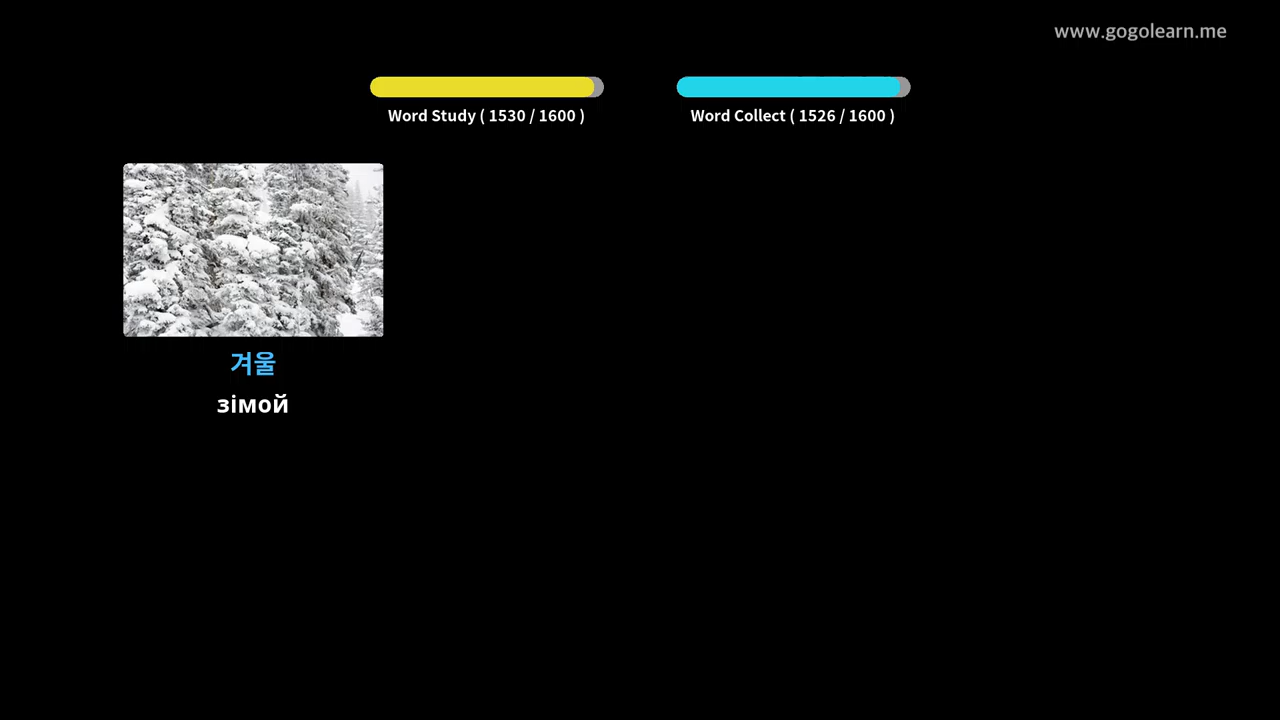 www.gogolearn.me
Word Study ( 1530 / 1600 )
Word Collect ( 1526 / 1600 )
겨울
зімой